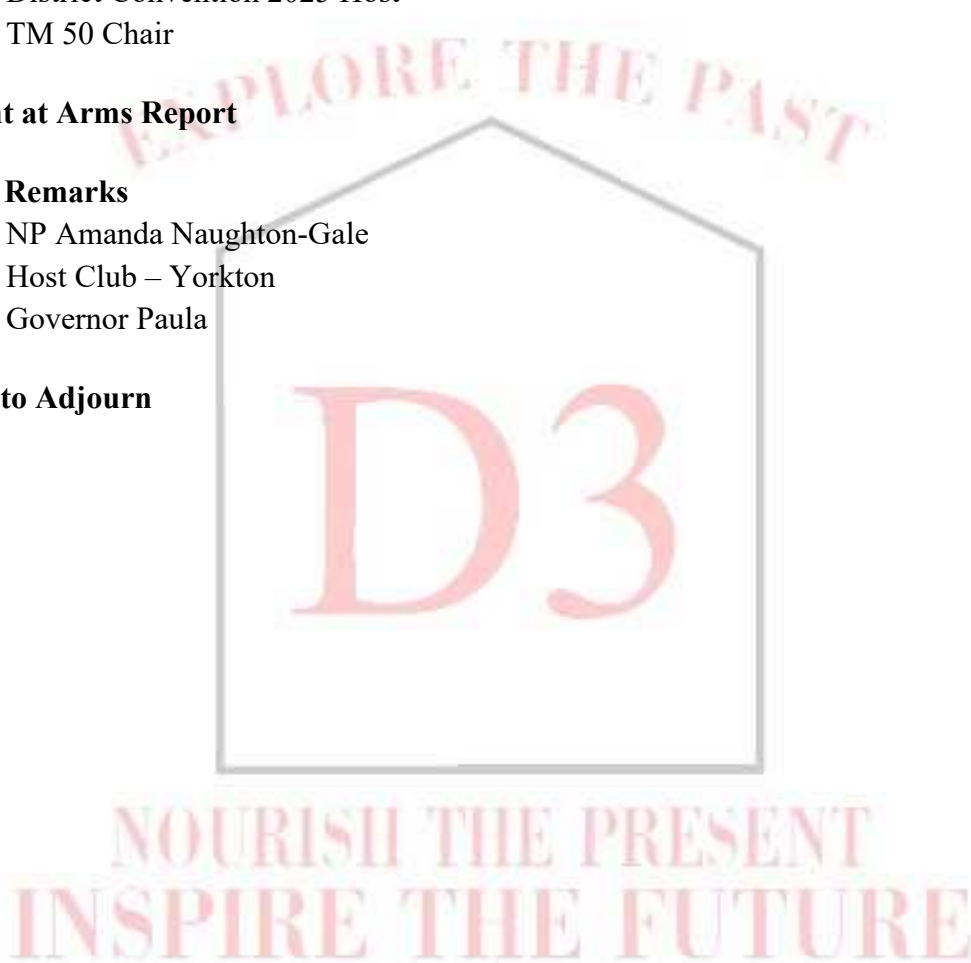 District Convention 2025 Host
TM 50 Chair
EXPLORE THE PAST
t at Arms Report
Remarks
NP Amanda Naughton-Gale
Host Club – Yorkton
Governor Paula
to Adjourn
D3
NOURISH THE PRESENT
INSPIRE THE FUTURE